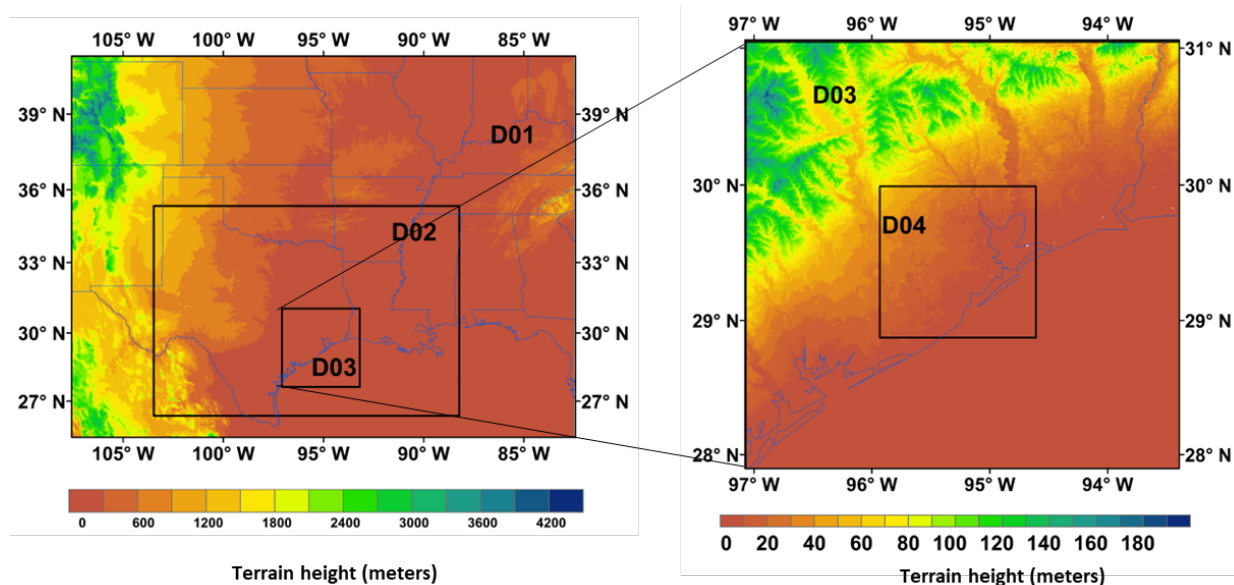 105° W 100° W 95° W 90° W 85° W
39° N 39° N
D01
36° N 36° N
D02
33° N 33° N
30° N 30° N
D03
27° N 27° N
105° W 100° W 95° W 90° W 85° W
0 600 1200 1800 2400 3000 3600 4200
Terrain height (meters)
97° W 96° W 95° W 94° W
31° N
D03
30° N 30° N
D04
29° N 29° N
28° N 28° N
97° W 96° W 95° W 94° W
0 20 40 60 80 100 120 140 160 180
Terrain height (meters)